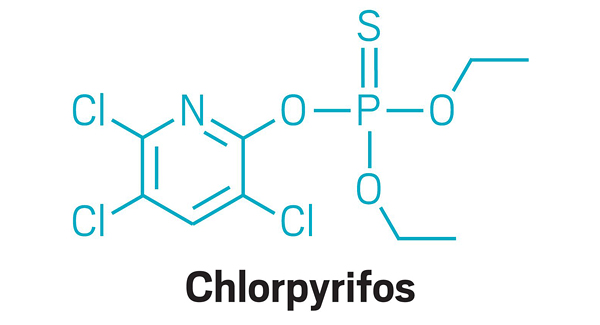 S
Cl N O P O
Cl Cl O
Chlorpyrifos